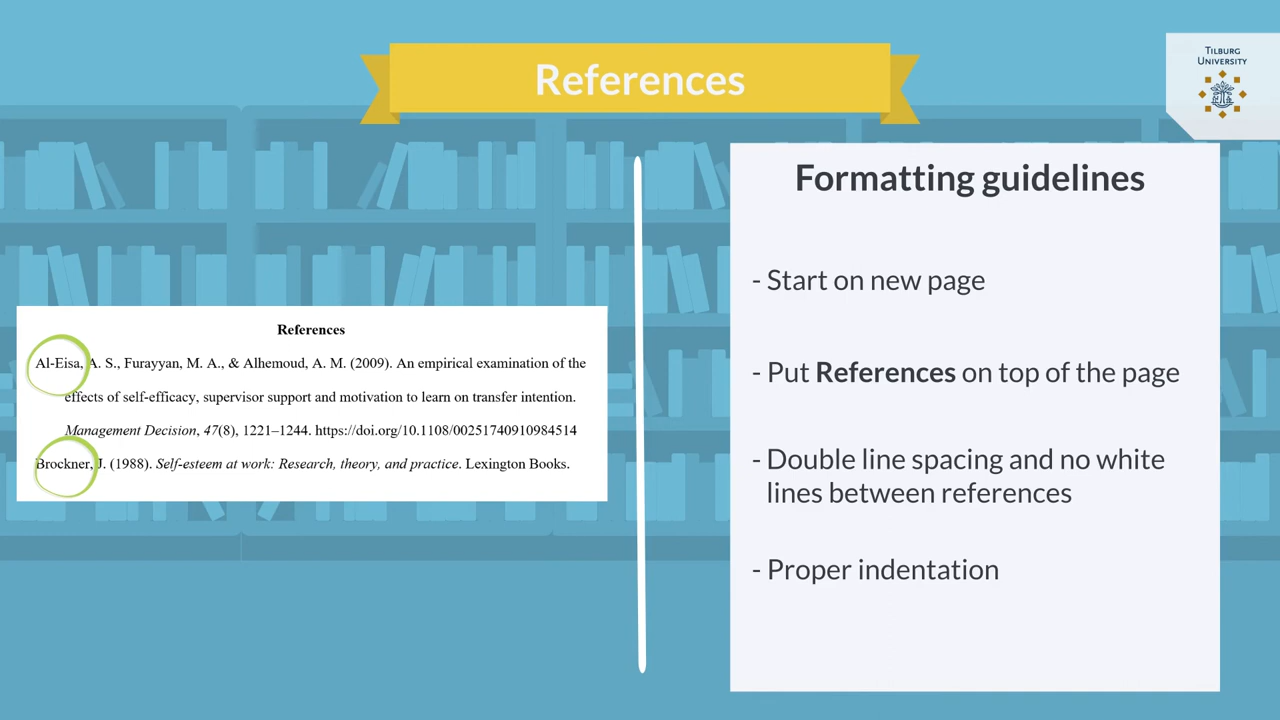 References
TILBURG
UNIVERSITY
References
Al-Eisa, A. S., Furayyan, M. A., & Alhemoud, A. M. (2009). An empirical examination of the
effects of self-efficacy, supervisor support and motivation to learn on transfer intention.
Management Decision, 47(8), 1221–1244. https://doi.org/10.1108/00251740910984514
Brockner, J. (1988). Self-esteem at work: Research, theory, and practice. Lexington Books.
Formatting guidelines
- Start on new page
- Put References on top of the page
- Double line spacing and no white
lines between references
- Proper indentation